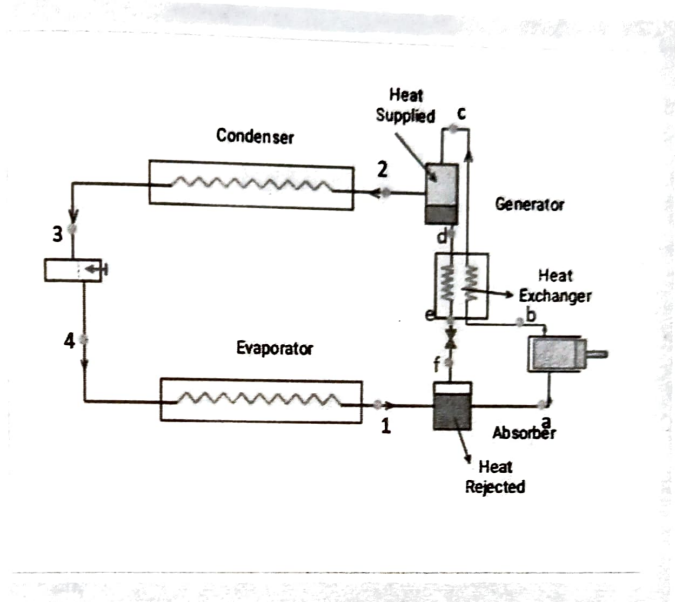 Heat
Supplied
c
Condenser
2
Generator
3
d
Heat
Exchanger
e
b
4
Evaporator
f
1
a
Absorber
Heat
Rejected